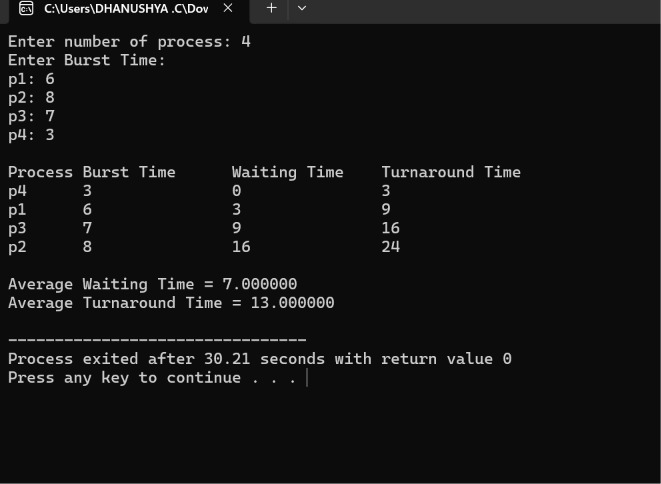 C:\Users\DHANUSHYA .C\Dov
Enter number of process: 4
Enter Burst Time:
p1: 6
p2: 8
p3: 7
p4: 3
Process Burst Time Waiting Time Turnaround Time
p4 3 0 3
p1 6 3 9
p3 7 9 16
p2 8 16 24
Average Waiting Time = 7.000000
Average Turnaround Time = 13.000000
--------------------------------
Process exited after 30.21 seconds with return value 0
Press any key to continue . . .